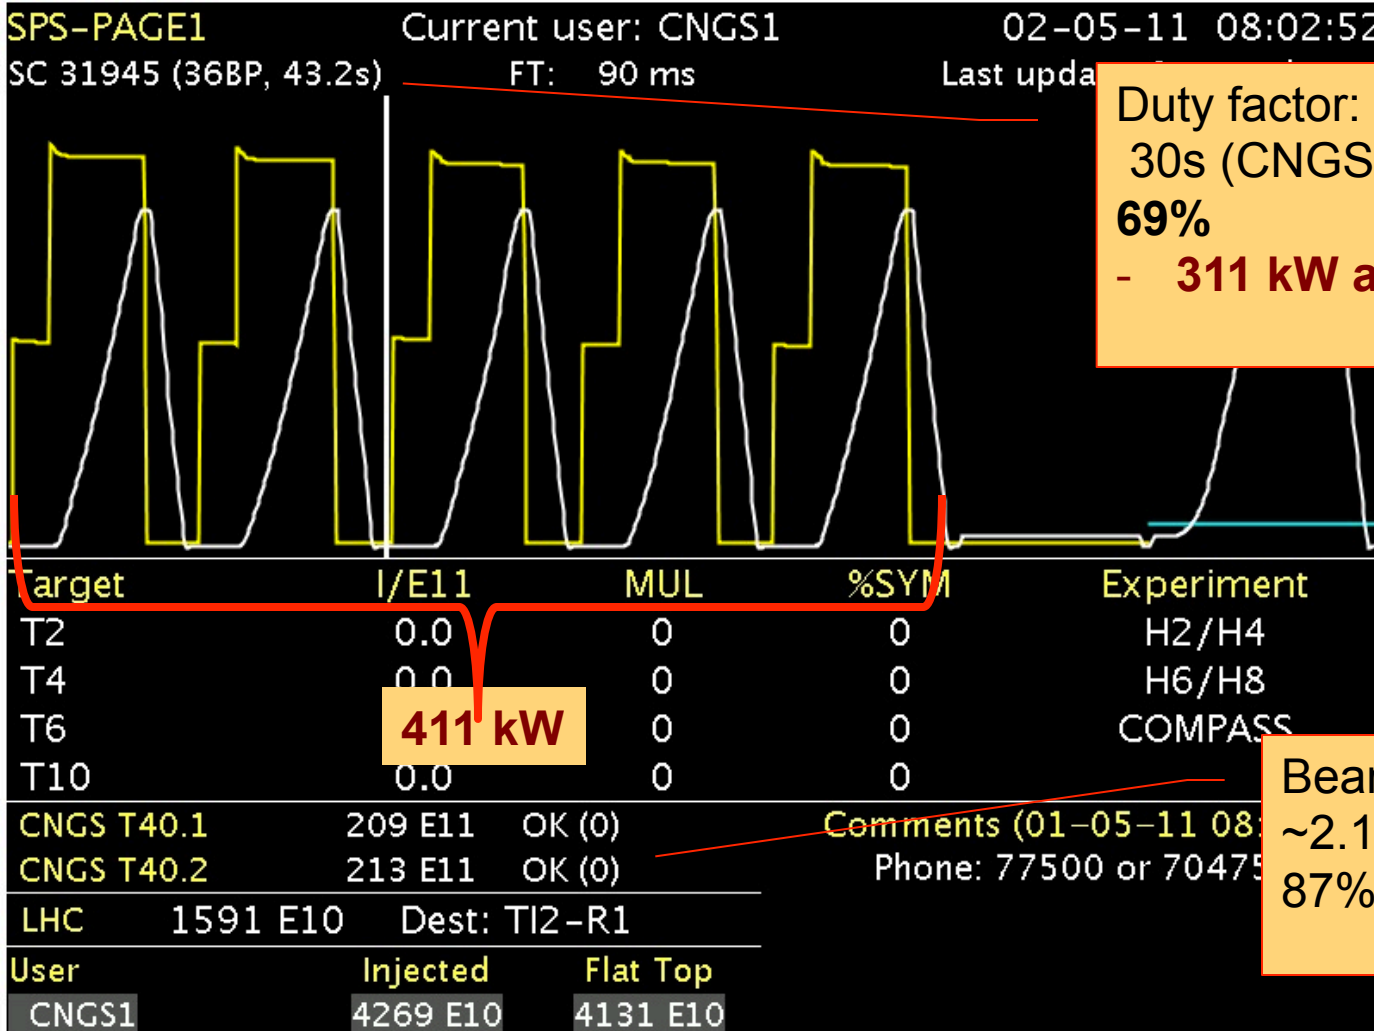 SPS-PAGE1 Current user: CNGS1 02-05-11 08:02:52
SC 31945 (36BP, 43.2s) FT: 90 ms Last
Duty factor:
30s (CNGS
69%
- 311 kW
Target I/E11 MUL %SYM Experiment
T2 0.0 0 0 H2/H4
T4 0.0 0 0 H6/H8
T6 0 0 COMPASS
411 kW
T10 0.0 0 0
CNGS T40.1 209 E11 OK (0) Comments (01-05-11
CNGS T40.2 213 E11 OK (0) Phone: 77500 or 70475
~2.1
87%
LHC 1591 E10 Dest: TI2-R1
User Injected Flat Top
CNGS1 4269 E10 4131 E10